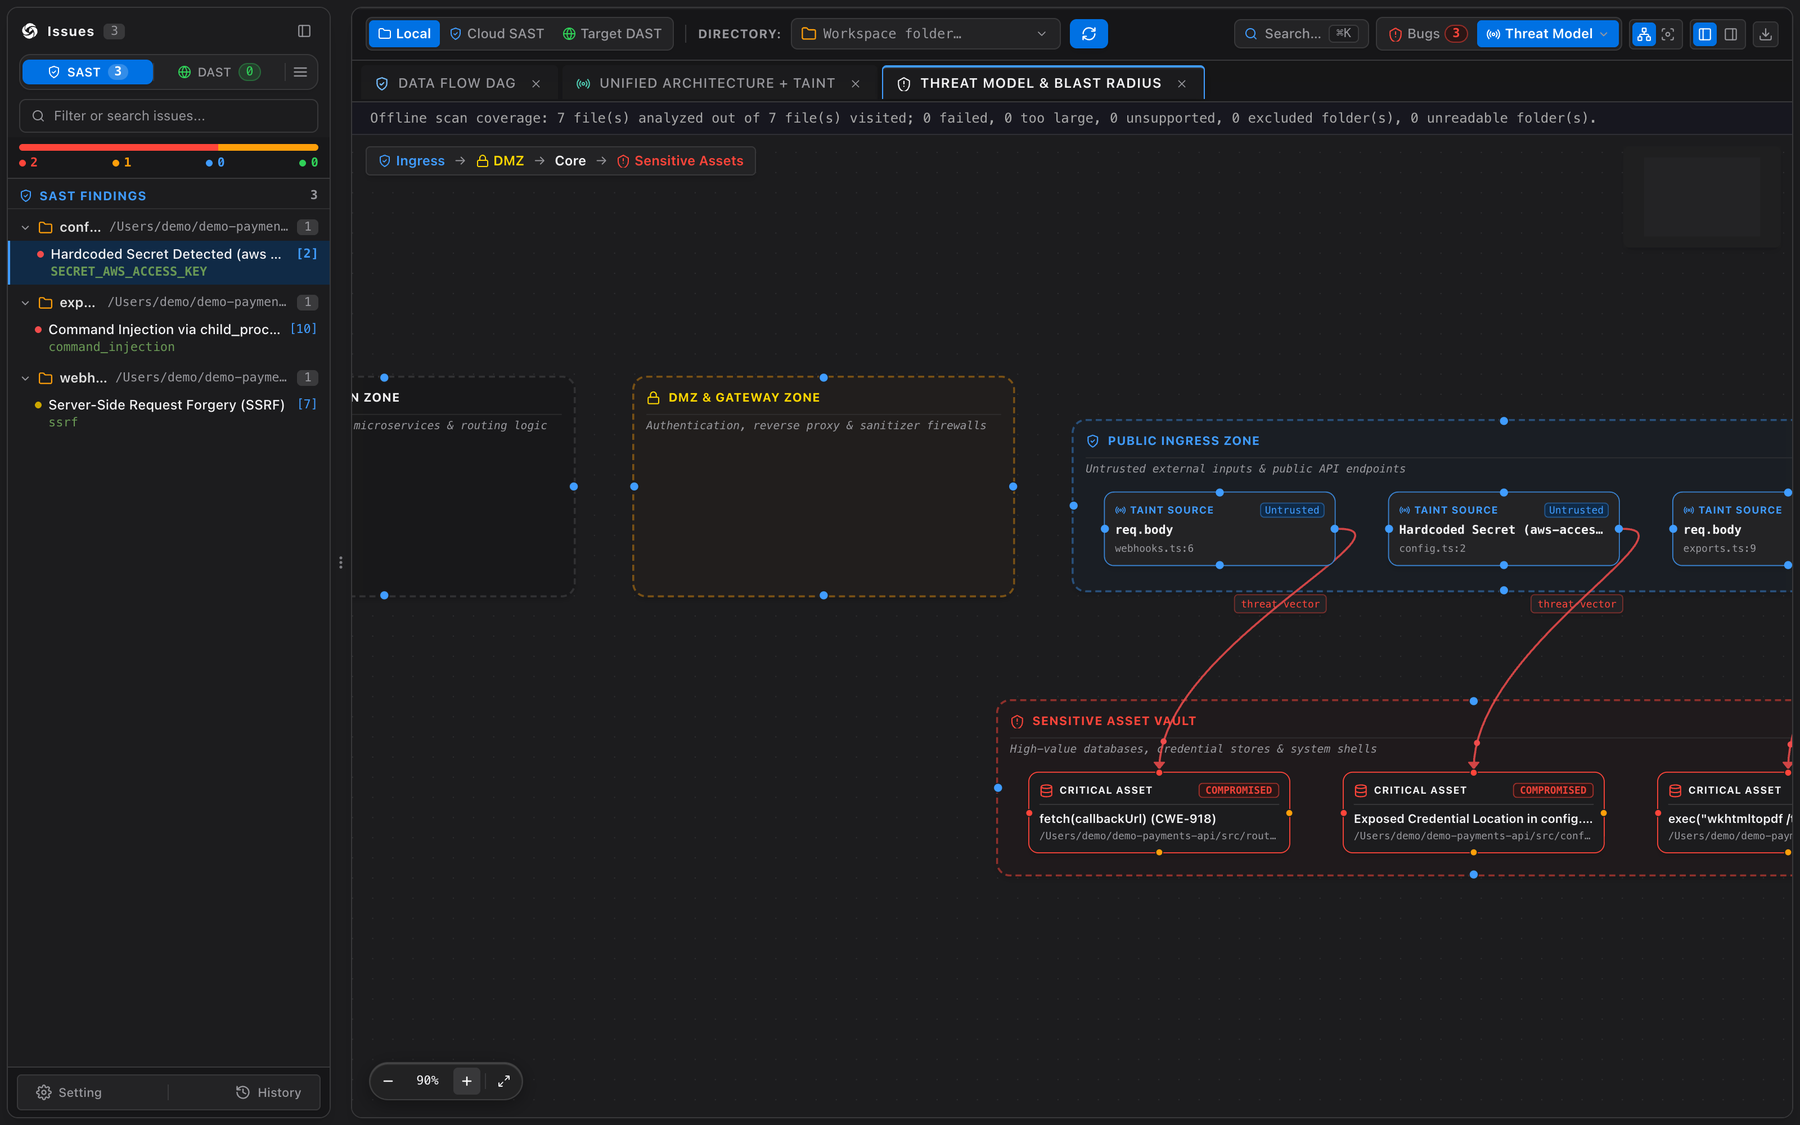 Issues 3
SAST 3 DAST 0
Filter or search issues...
2 1 0 0
SAST FINDINGS 3
conf... /Users/demo/demo-paymen... 1
Hardcoded Secret Detected (aws ... [2]
SECRET_AWS_ACCESS_KEY
exp... /Users/demo/demo-paymen... 1
Command Injection via child_proc... [10]
command_injection
webh... /Users/demo/demo-payme... 1
Server-Side Request Forgery (SSRF) [7]
ssrf
Setting History
Local Cloud SAST Target DAST DIRECTORY: Workspace folder… Search... ⌘K Bugs 3 Threat Model
DATA FLOW DAG UNIFIED ARCHITECTURE + TAINT THREAT MODEL & BLAST RADIUS
Offline scan coverage: 7 file(s) analyzed out of 7 file(s) visited; 0 failed, 0 too large, 0 unsupported, 0 excluded folder(s), 0 unreadable folder(s).
Ingress → DMZ → Core → Sensitive Assets
N ZONE
microservices & routing logic
DMZ & GATEWAY ZONE
Authentication, reverse proxy & sanitizer firewalls
PUBLIC INGRESS ZONE
Untrusted external inputs & public API endpoints
TAINT SOURCE Untrusted
req.body
webhooks.ts:6
TAINT SOURCE Untrusted
Hardcoded Secret (aws-acces...
config.ts:2
TAINT SOURCE
req.body
exports.ts:9
threat vector
threat vector
SENSITIVE ASSET VAULT
High-value databases, credential stores & system shells
CRITICAL ASSET COMPROMISED
fetch(callbackUrl) (CWE-918)
/Users/demo/demo-payments-api/src/rout...
CRITICAL ASSET COMPROMISED
Exposed Credential Location in config....
/Users/demo/demo-payments-api/src/conf...
CRITICAL ASSET
exec("wkhtmltopdf /
/Users/demo/demo-paym
90%